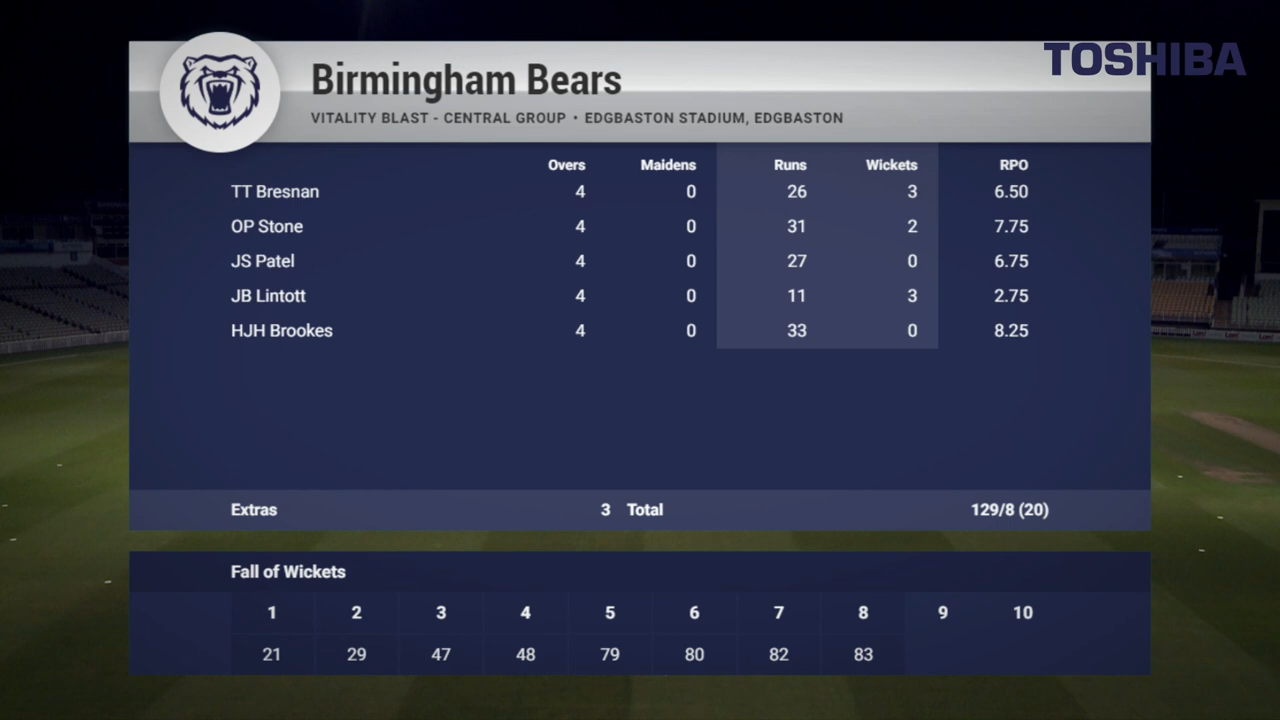 TOSHIBA
Birmingham Bears
VITALITY BLAST - CENTRAL GROUP • EDGBASTON STADIUM, EDGBASTON
Overs Maidens Runs Wickets RPO
TT Bresnan 4 0 26 3 6.50
OP Stone 4 0 31 2 7.75
JS Patel 4 0 27 0 6.75
JB Lintott 4 0 11 3 2.75
HJH Brookes 4 0 33 0 8.25
Extras 3 Total 129/8 (20)
Fall of Wickets
1 2 3 4 5 6 7 8 9 10
21 29 47 48 79 80 82 83